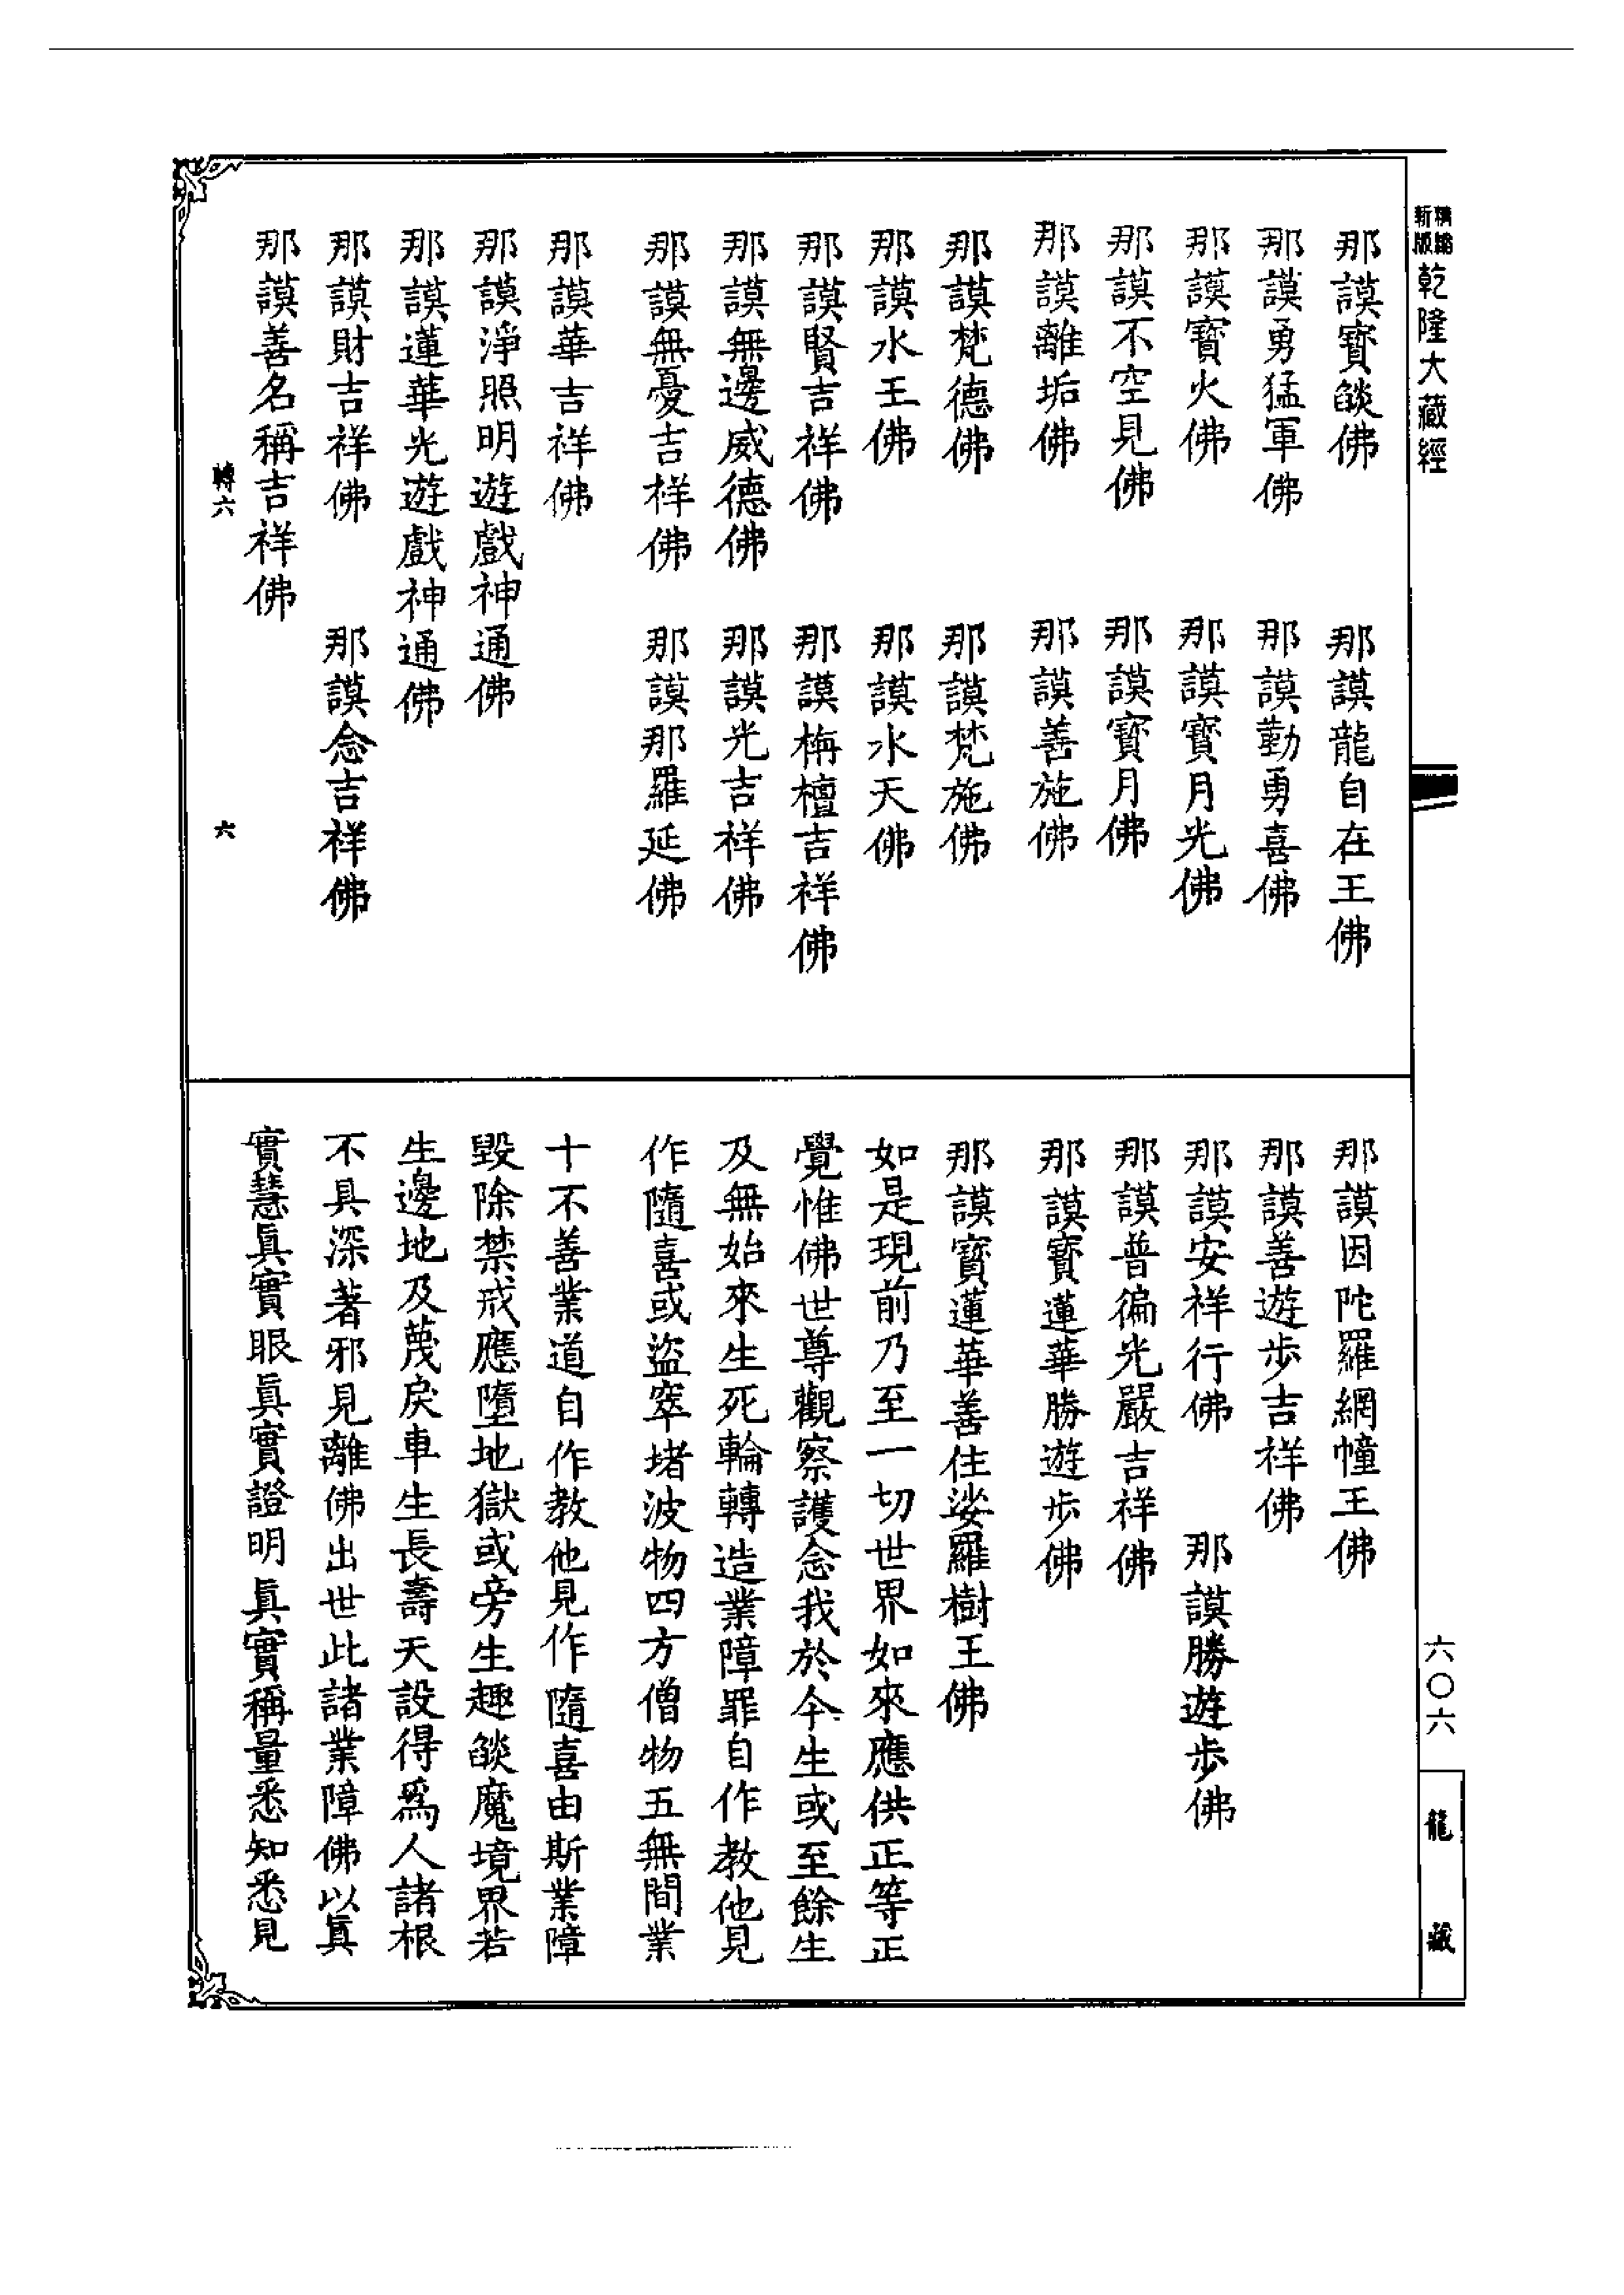 精縮
新版
乾隆大藏經
六〇六
龍藏
那謨寶燄佛 那謨龍自在王佛
那謨勇猛軍佛 那謨勤勇喜佛
那謨寶火佛 那謨寶月光佛
那謨不空見佛 那謨寶月佛
那謨離垢佛 那謨善施佛
那謨梵德佛 那謨梵施佛
那謨水王佛 那謨水天佛
那謨賢吉祥佛 那謨栴檀吉祥佛
那謨無邊威德佛 那謨光吉祥佛
那謨無憂吉祥佛 那謨那羅延佛
那謨華吉祥佛
那謨淨照明遊戲神通佛
那謨蓮華光遊戲神通佛
那謨財吉祥佛 那謨念吉祥佛
那謨善名稱吉祥佛
轉六 六
那謨因陀羅網幢王佛
那謨善遊步吉祥佛
那謨安祥行佛 那謨勝遊步佛
那謨普徧光嚴吉祥佛
那謨寶蓮華勝遊步佛
那謨寶蓮華善住娑羅樹王佛
如是現前乃至一切世界如來應供正等正
覺惟佛世尊觀察護念我於今生或至餘生
及無始來生死輪轉造業障罪自作教他見
作隨喜或盜窣堵波物四方僧物五無間業
十不善業道自作教他見作隨喜由斯業障
毀除禁戒應墮地獄或旁生趣燄魔境界若
生邊地及蔑戾車生長壽天設得爲人諸根
不具深著邪見離佛出世此諸業障佛以眞
實慧眞實眼眞實證明眞實稱量悉知悉見